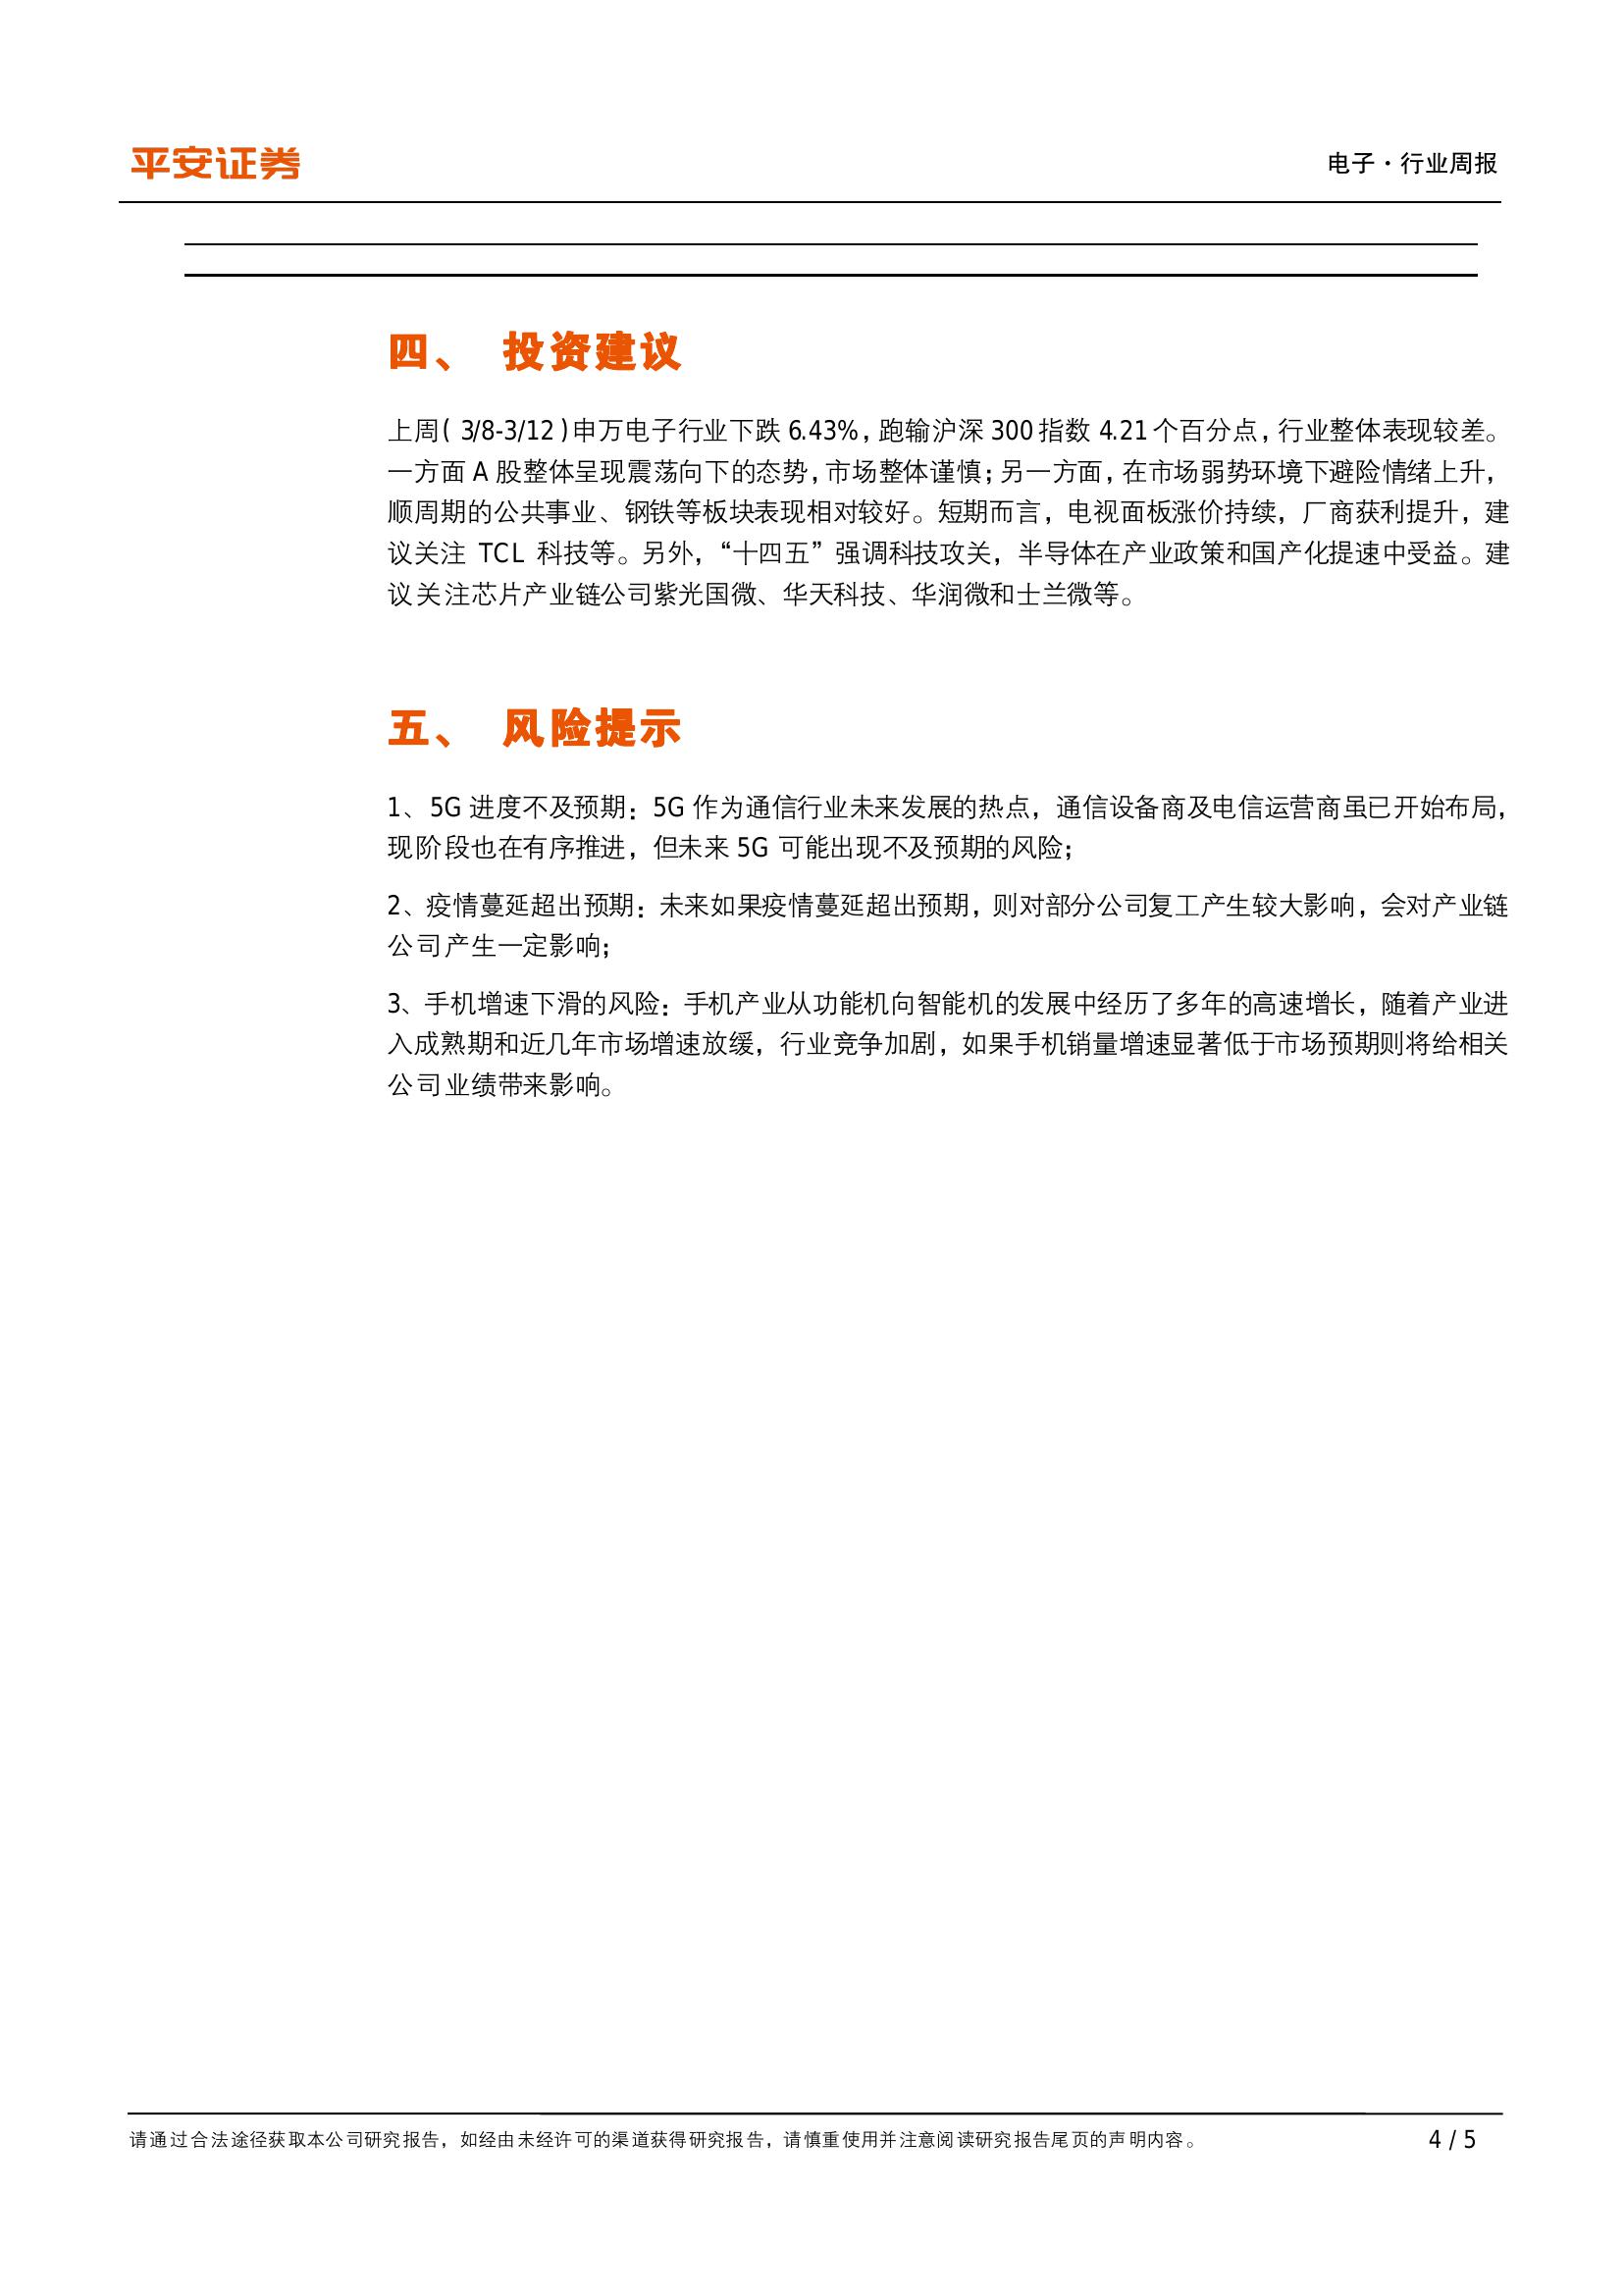 平安证券
电子·行业周报
四、 投资建议
上周(3/8-3/12)申万电子行业下跌 6.43%，跑输沪深 300 指数 4.21 个百分点，行业整体表现较差。
一方面 A 股整体呈现震荡向下的态势，市场整体谨慎；另一方面，在市场弱势环境下避险情绪上升，
顺周期的公共事业、钢铁等板块表现相对较好。短期而言，电视面板涨价持续，厂商获利提升，建
议关注 TCL 科技等。另外，“十四五”强调科技攻关，半导体在产业政策和国产化提速中受益。建
议关注芯片产业链公司紫光国微、华天科技、华润微和士兰微等。
五、 风险提示
1、5G 进度不及预期：5G 作为通信行业未来发展的热点，通信设备商及电信运营商虽已开始布局，
现阶段也在有序推进，但未来 5G 可能出现不及预期的风险；
2、疫情蔓延超出预期：未来如果疫情蔓延超出预期，则对部分公司复工产生较大影响，会对产业链
公司产生一定影响；
3、手机增速下滑的风险：手机产业从功能机向智能机的发展中经历了多年的高速增长，随着产业进
入成熟期和近几年市场增速放缓，行业竞争加剧，如果手机销量增速显著低于市场预期则将给相关
公司业绩带来影响。
请通过合法途径获取本公司研究报告，如经由未经许可的渠道获得研究报告，请慎重使用并注意阅读研究报告尾页的声明内容。
4 / 5